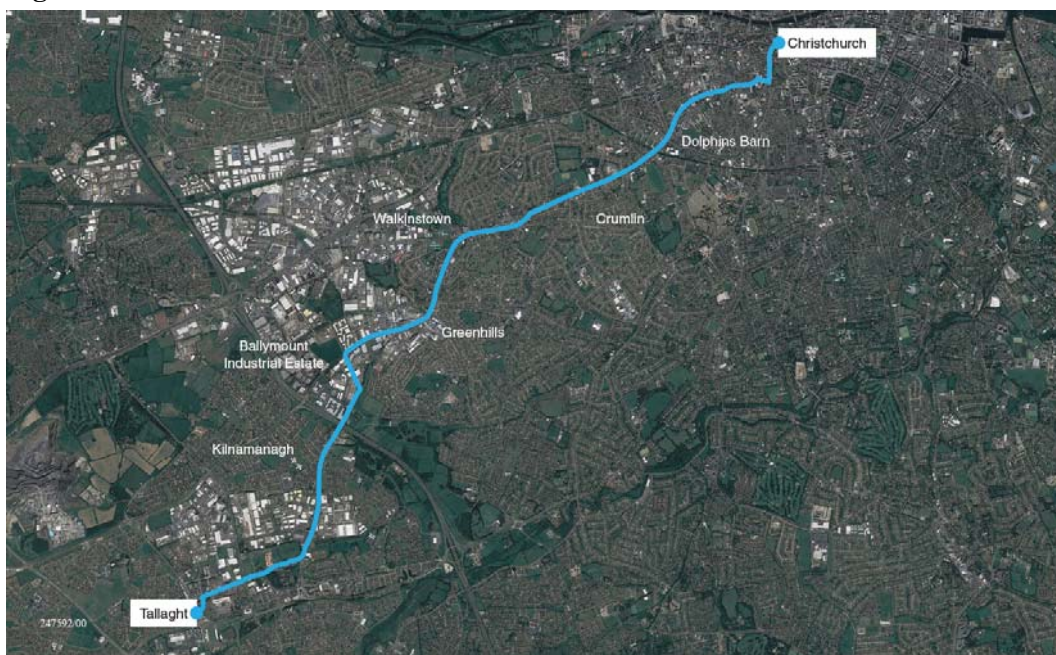 Christchurch
Dolphins Barn
Walkinstown
Crumlin
Greenhills
Ballymount
Industrial Estate
Kilnamanagh
Tallaght
247592/00